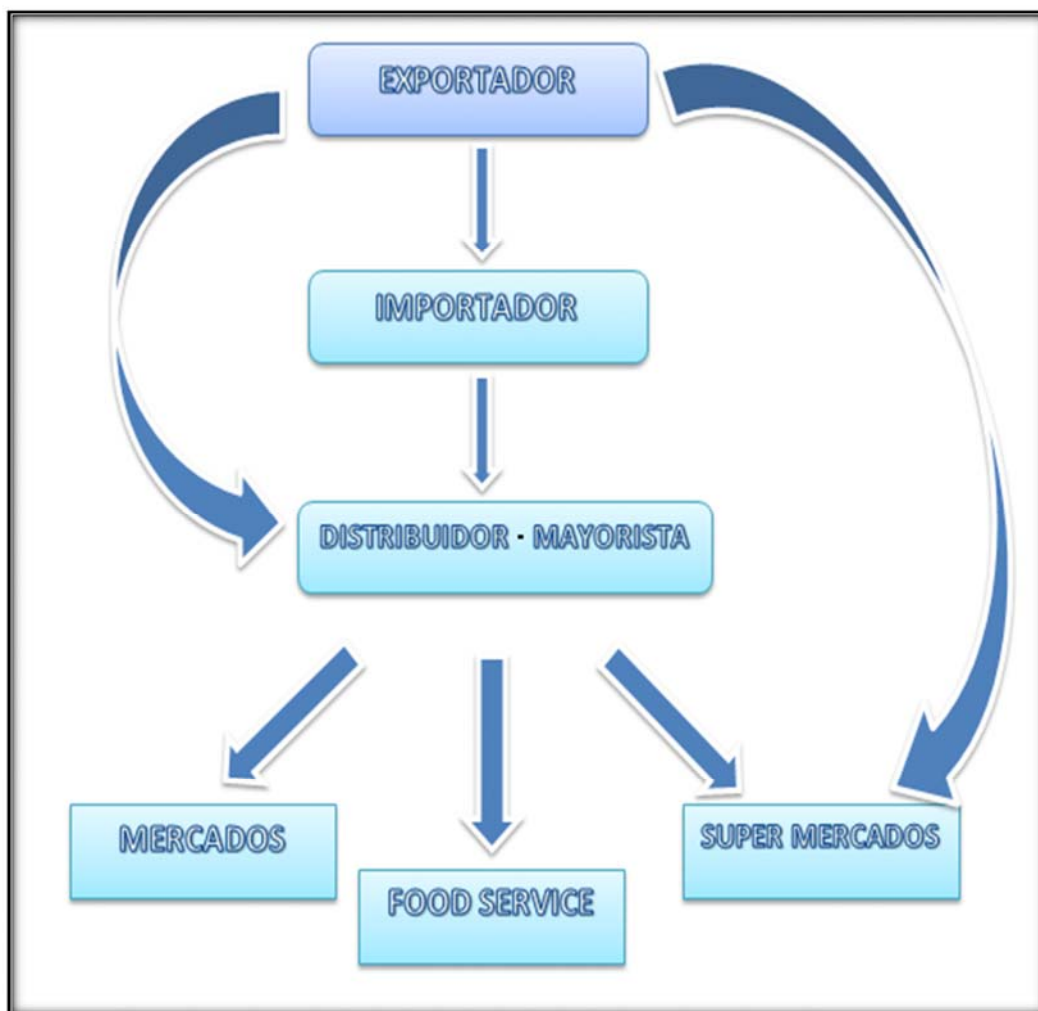 EXPORTADOR
IMPORTADOR
DISTRIBUIDOR - MAYORISTA
MERCADOS
SUPER MERCADOS
FOOD SERVICE